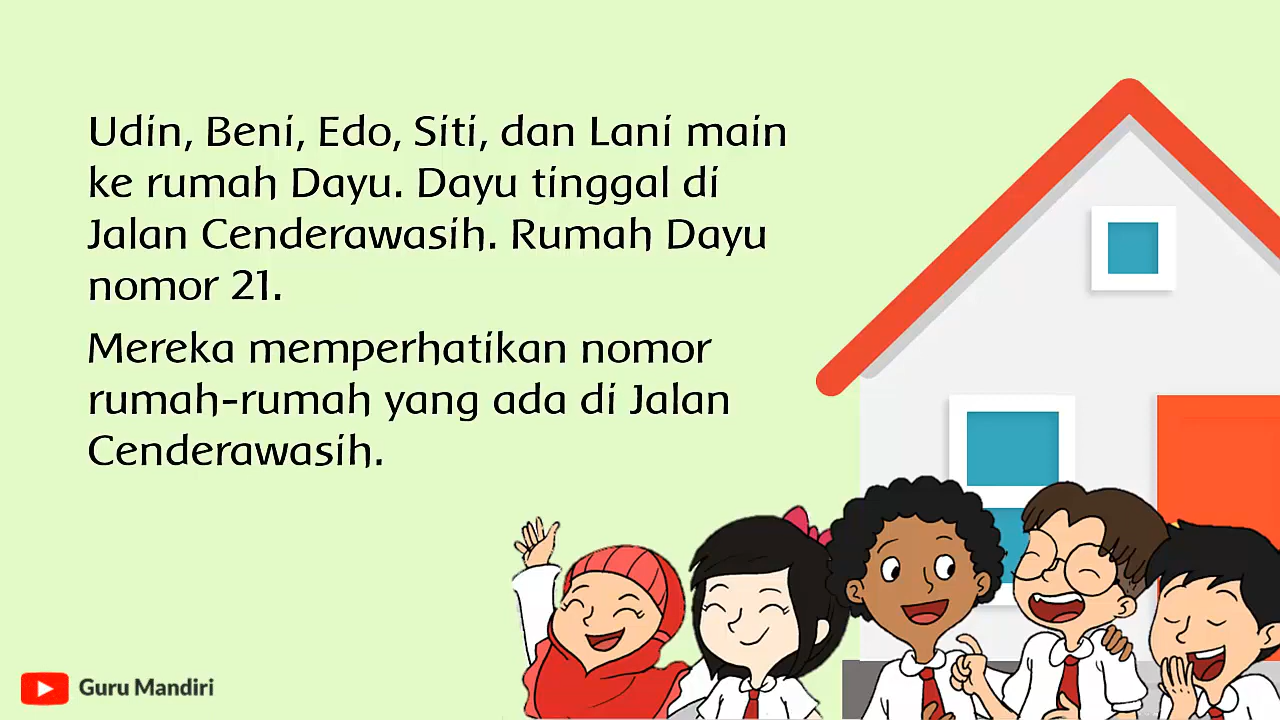 Udin, Beni, Edo, Siti, dan Lani main
ke rumah Dayu. Dayu tinggal di
Jalan Cenderawasih. Rumah Dayu
nomor 21.
Mereka memperhatikan nomor
rumah-rumah yang ada di Jalan
Cenderawasih.
Guru Mandiri